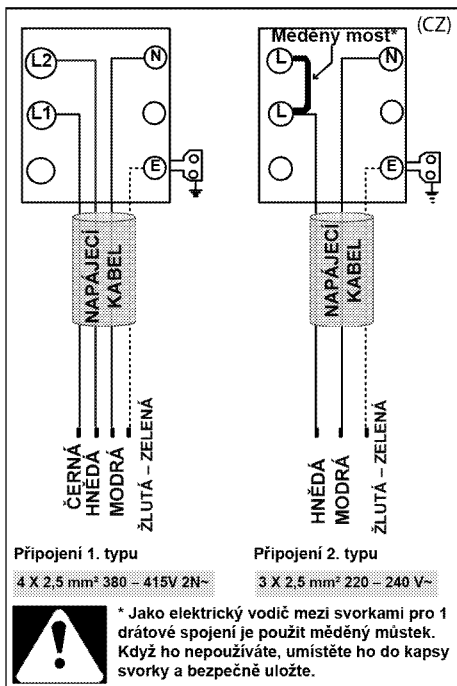 (CZ)
L2
N
L1
E
NAPÁJECÍ
KABEL
ČERNÁ
HNĚDÁ
MODRÁ
ŽLUTÁ – ZELENÁ
Připojení 1. typu
4 X 2,5 mm² 380 – 415V 2N~
Měděny most*
L
N
L
E
NAPÁJECÍ
KABEL
HNĚDÁ
MODRÁ
ŽLUTÁ – ZELENÁ
Připojení 2. typu
3 X 2,5 mm² 220 – 240 V~
* Jako elektrický vodič mezi svorkami pro 1
drátové spojení je použit měděný můstek.
Když ho nepoužíváte, umístěte ho do kapsy
svorky a bezpečně uložte.